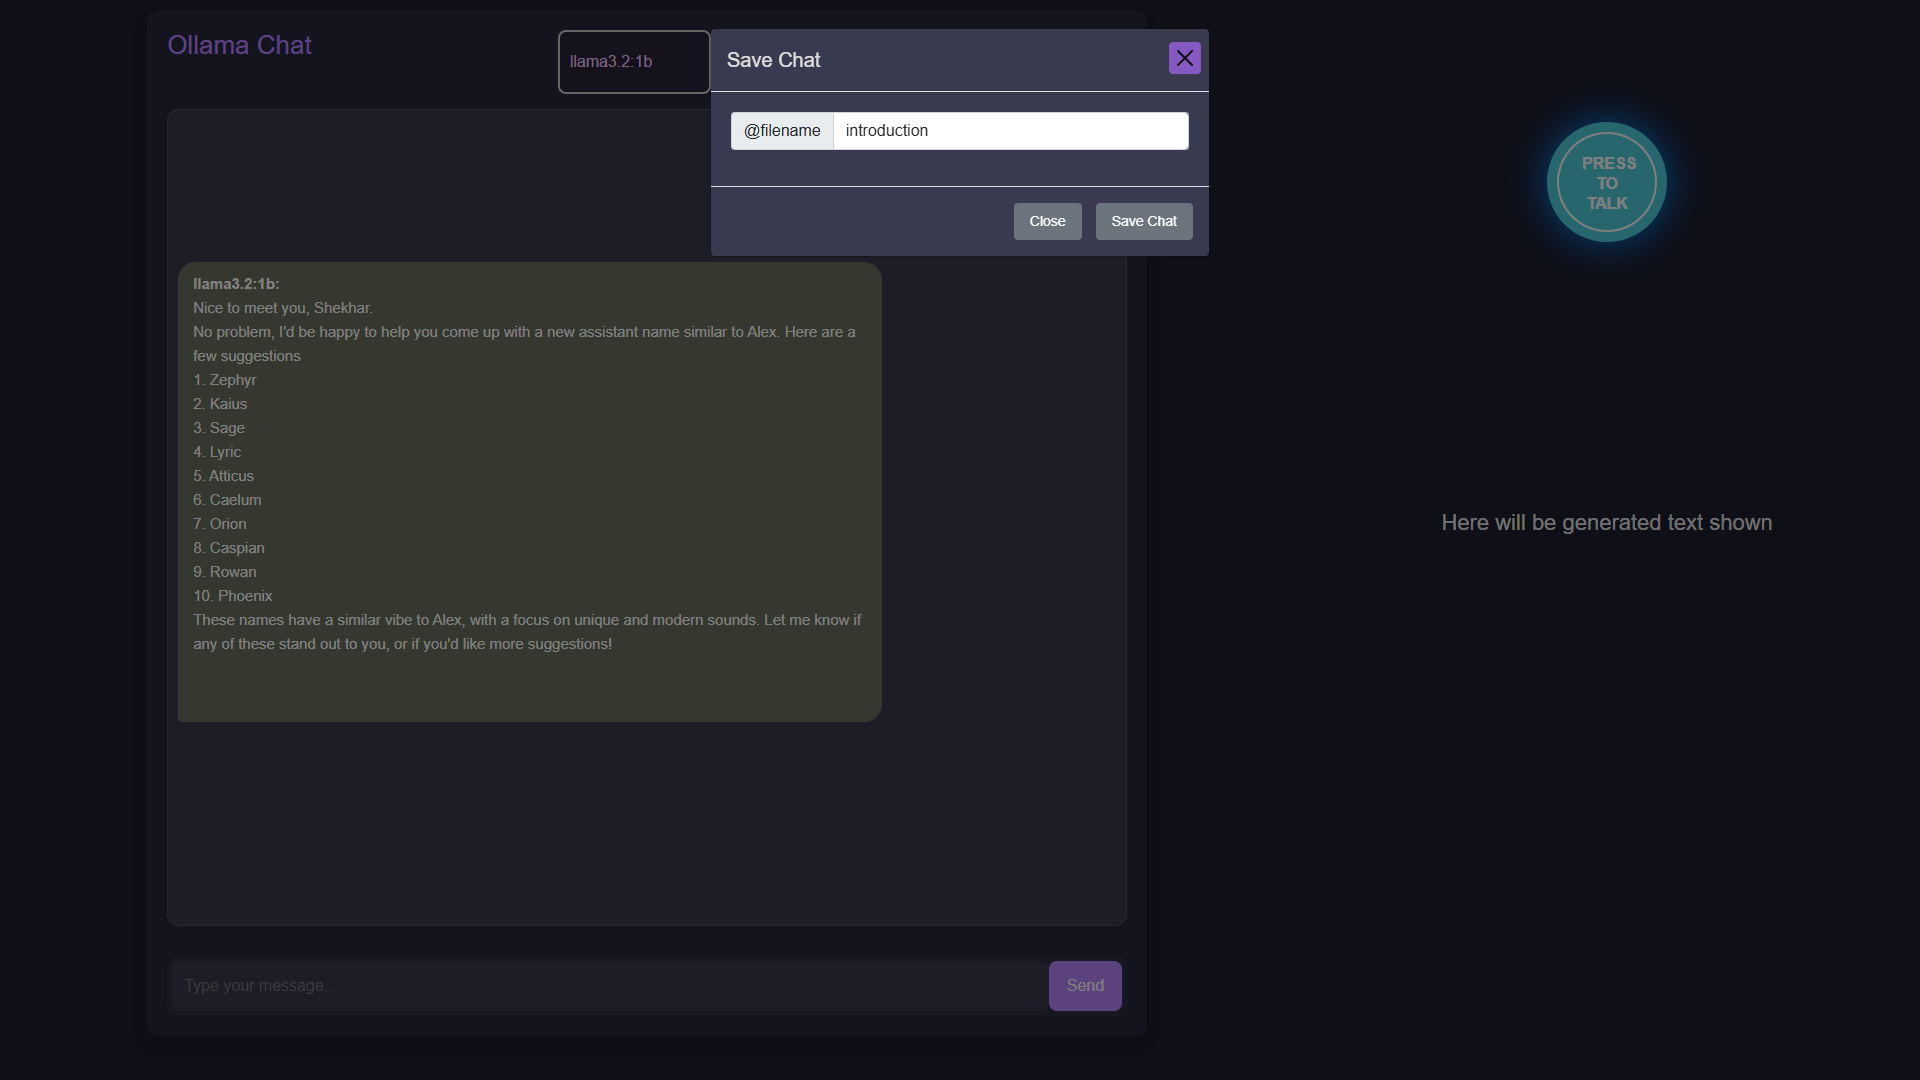 Ollama Chat
llama3.2:1b
Save Chat
@filename introduction
Close Save Chat
PRESS
TO
TALK
llama3.2:1b:
Nice to meet you, Shekhar.
No problem, I'd be happy to help you come up with a new assistant name similar to Alex. Here are a
few suggestions
1. Zephyr
2. Kaius
3. Sage
4. Lyric
5. Atticus
6. Caelum
7. Orion
8. Caspian
9. Rowan
10. Phoenix
These names have a similar vibe to Alex, with a focus on unique and modern sounds. Let me know if
any of these stand out to you, or if you'd like more suggestions!
Here will be generated text shown
Type your message...
Send